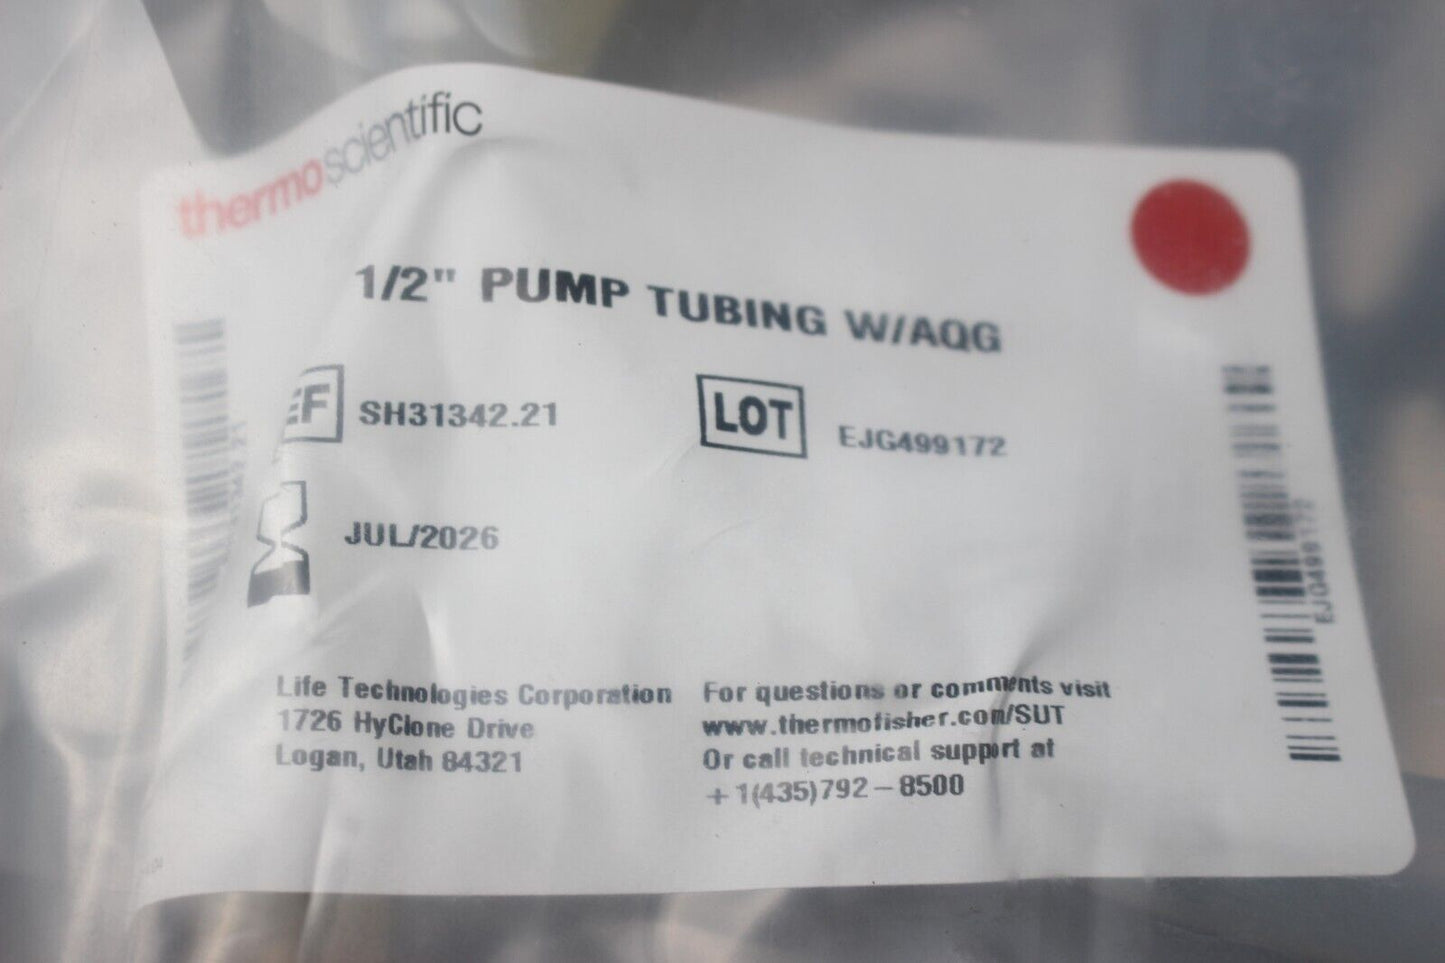 thermoscientific
1/2" PUMP TUBING W/AQG
EF SH31342.21
LOT EJG499172
JUL/2026
Life Technologies Corporation
1726 HyClone Drive
Logan, Utah 84321
For questions or comments visit
www.thermofisher.com/SUT
Or call technical support at
+1(435)792-8500
EJG499172